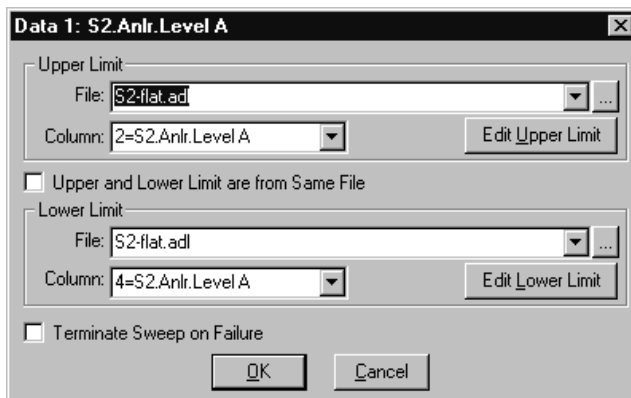 Data 1: S2.Anlr.Level A
Upper Limit
File: S2-flat.adl ...
Column: 2=S2.Anlr.Level A Edit Upper Limit
Upper and Lower Limit are from Same File
Lower Limit
File: S2-flat.adl ...
Column: 4=S2.Anlr.Level A Edit Lower Limit
Terminate Sweep on Failure
OK Cancel